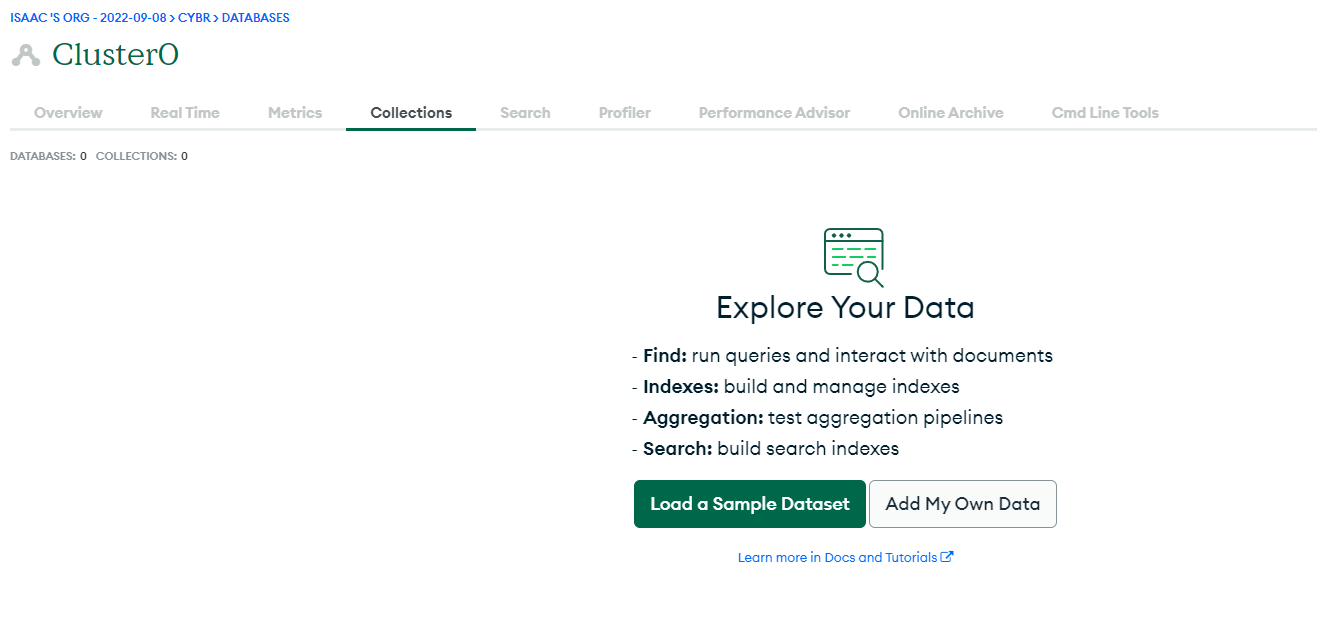 ISAAC 'S ORG - 2022-09-08 > CYBR > DATABASES
Cluster0
Overview Real Time Metrics Collections Search Profiler Performance Advisor Online Archive Cmd Line Tools
DATABASES: 0 COLLECTIONS: 0
Explore Your Data
- Find: run queries and interact with documents
- Indexes: build and manage indexes
- Aggregation: test aggregation pipelines
- Search: build search indexes
Load a Sample Dataset Add My Own Data
Learn more in Docs and Tutorials